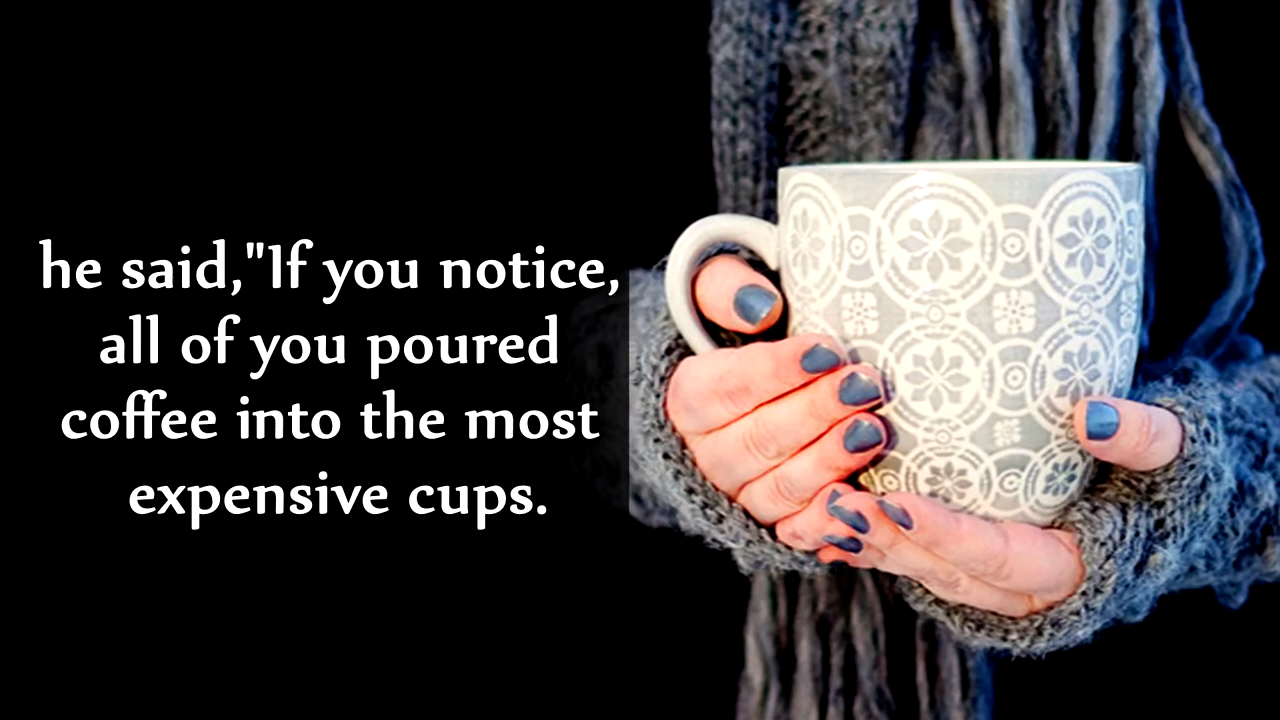 he said,"If you notice,
all of you poured
coffee into the most
expensive cups.